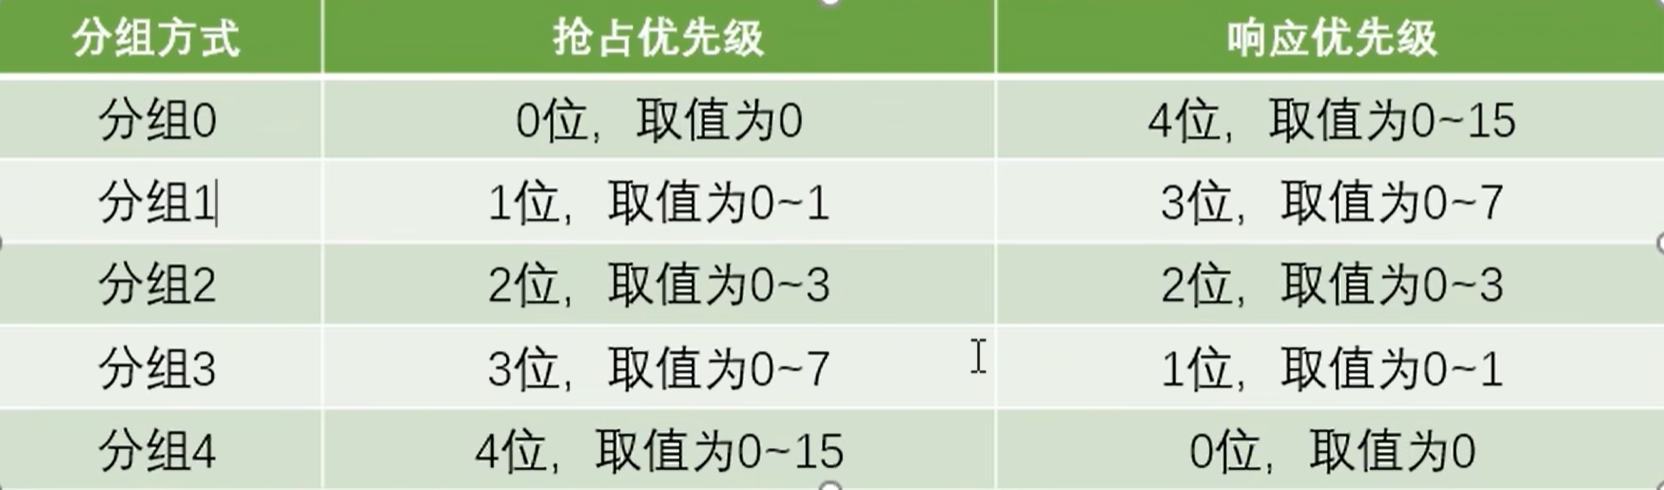 分组方式 抢占优先级 响应优先级
分组0 0位，取值为0 4位，取值为0~15
分组1 1位，取值为0~1 3位，取值为0~7
分组2 2位，取值为0~3 2位，取值为0~3
分组3 3位，取值为0~7 1位，取值为0~1
分组4 4位，取值为0~15 0位，取值为0